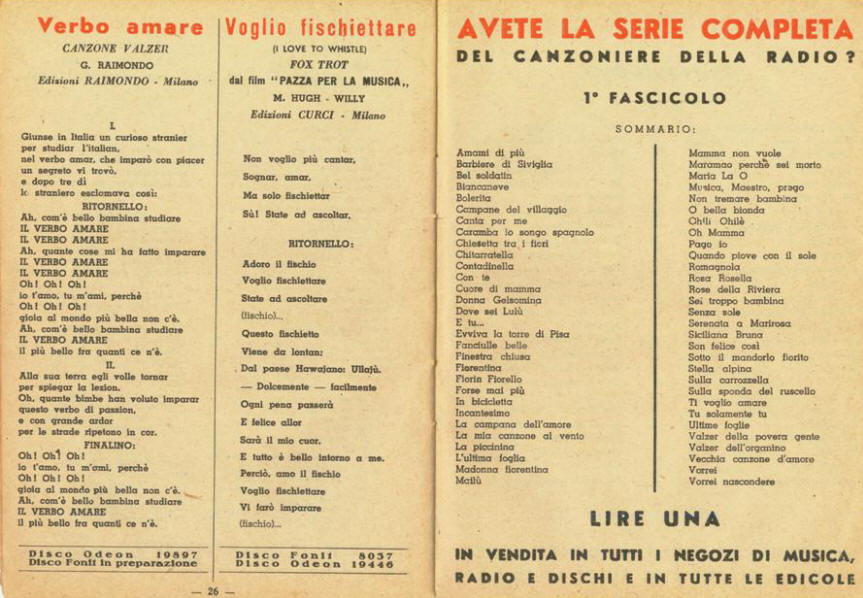 Verbo amare
CANZONE VALZER
G. RAIMONDO
Edizioni RAIMONDO - Milano
I.
Giunse in Italia un curioso stranier
per studiar l'italian,
nel verbo amar, che imparò con piacer
un segreto vi trovò,
e dopo tre dì
lo straniero esclamava così:
RITORNELLO:
Ah, com'è bello bambina studiare
IL VERBO AMARE
IL VERBO AMARE
Ah, quante cose mi ha fatto imparare
IL VERBO AMARE
IL VERBO AMARE
Oh! Oh! Oh!
io t'amo, tu m'ami, perchè
Oh! Oh! Oh!
gioia al mondo più bella non c'è.
Ah, com'è bello bambina studiare
IL VERBO AMARE
il più bello fra quanti ce n'è.
II.
Alla sua terra egli volle tornar
per spiegar la lezion.
Oh, quante bimbe han voluto imparar
questo verbo di passion,
e con grande ardor
per le strade ripetono in cor.
FINALINO:
Oh! Oh! Oh!
io t'amo, tu m'ami, perchè
Oh! Oh! Oh!
gioia al mondo più bella non c'è.
Ah, com'è bello bambina studiare
IL VERBO AMARE
il più bello fra quanti ce n'è.
Disco Odeon 19897
Disco Fonit in preparazione
Voglio fischiettare
(I LOVE TO WHISTLE)
FOX TROT
dal film "PAZZA PER LA MUSICA„
M. HUGH - WILLY
Edizioni CURCI - Milano
Non voglio più cantar,
Sognar, amar,
Ma solo fischiettar
Sù! State ad ascoltar,
RITORNELLO:
Adoro il fischio
Voglio fischiettare
State ad ascoltare
(fischio)...
Questo fischietto
Viene da lontan:
Dal paese Hawajano: Ullajù.
— Dolcemente — facilmente
Ogni pena passerà
E felice allor
Sarà il mio cuor.
E tutto è bello intorno a me.
Perciò, amo il fischio
Voglio fischiettare
Vi farò imparare
(fischio)...
Disco Fonit 8037
Disco Odeon 19446
— 26 —
AVETE LA SERIE COMPLETA
DEL CANZONIERE DELLA RADIO?
1º FASCICOLO
SOMMARIO:
Amami di più
Barbiere di Siviglia
Bel soldatin
Biancaneve
Bolerita
Campane del villaggio
Canta per me
Caramba io songo spagnolo
Chiesetta tra i fiori
Chitarratella
Contadinella
Con te
Cuore di mamma
Donna Gelsomina
Dove sei Lulù
E tu...
Evviva la torre di Pisa
Fanciulle belle
Finestra chiusa
Fiorentina
Fiorin Fiorello
Forse mai più
In bicicletta
Incantesimo
La campana dell'amore
La mia canzone al vento
La piccinina
L'ultima foglia
Madonna fiorentina
Mailù
Mamma non vuole
Maramao perchè sei morto
Maria La O
Musica, Maestro, prego
Non tremare bambina
O bella bionda
Ohilì Ohilè
Oh Mamma
Pago io
Quando piove con il sole
Romagnola
Rosa Rosella
Rose della Riviera
Sei troppo bambina
Senza sole
Serenata a Marirosa
Siciliana Bruna
Son felice così
Sotto il mandorlo fiorito
Stella alpina
Sulla carrozzella
Sulla sponda del ruscello
Ti voglio amare
Tu solamente tu
Ultime foglie
Valzer della povera gente
Valzer dell'organino
Vecchia canzone d'amore
Vorrei
Vorrei nascondere
LIRE UNA
IN VENDITA IN TUTTI I NEGOZI DI MUSICA,
RADIO E DISCHI E IN TUTTE LE EDICOLE